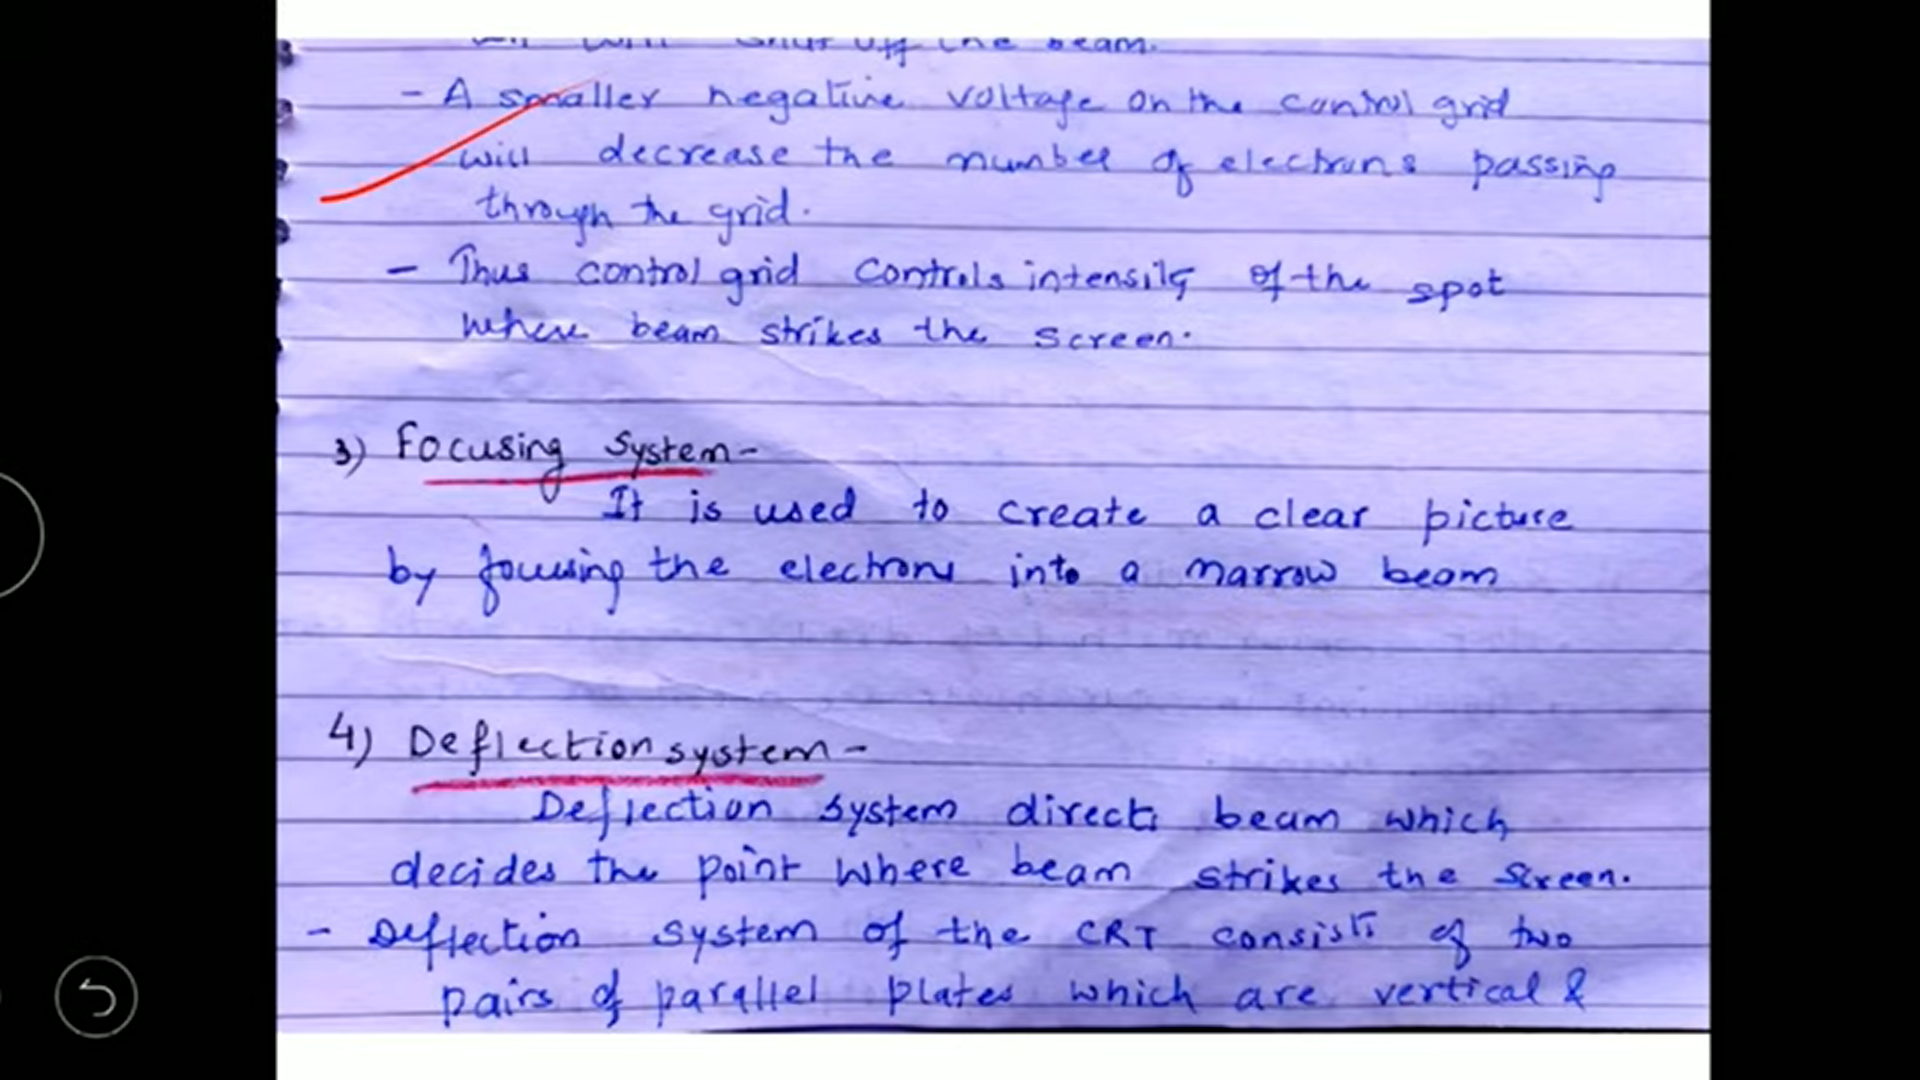 will shut off the beam.
- A smaller negative voltage on the control grid
will decrease the number of electrons passing
through the grid.
- Thus control grid controls intensity of the spot
where beam strikes the screen.
3) Focusing System-
It is used to create a clear picture
by focusing the electrons into a narrow beam
4) Deflection system -
Deflection system directs beam which
decides the point where beam strikes the screen.
- Deflection system of the CRT consists of two
pairs of parallel plates which are vertical &